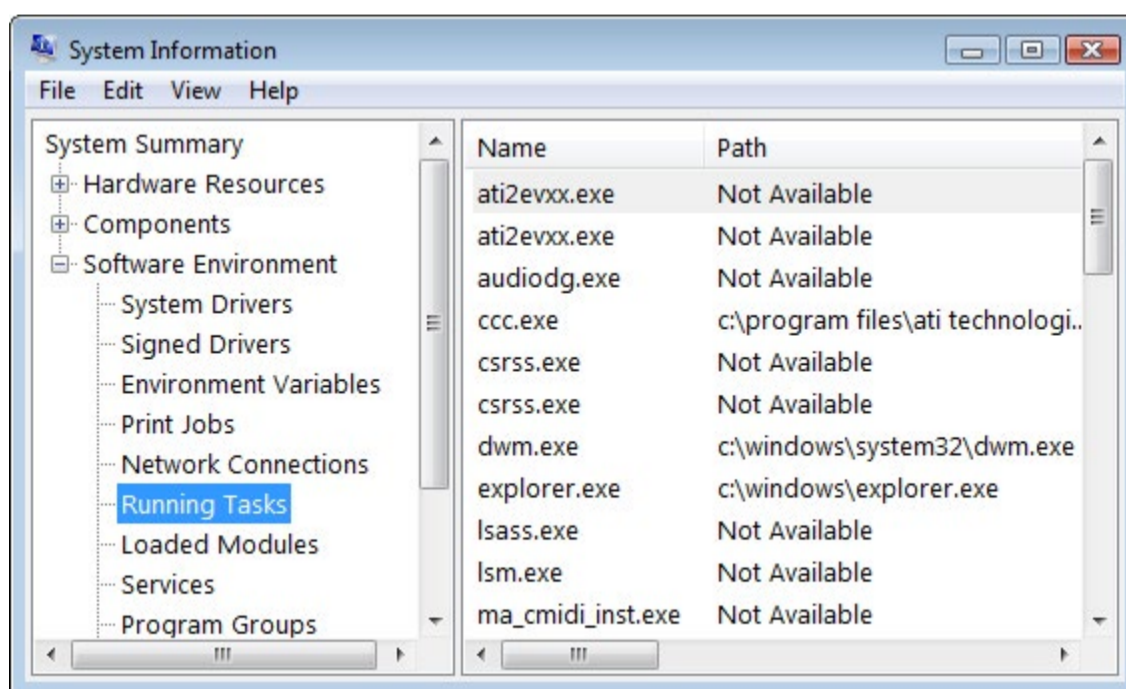 System Information
File Edit View Help
System Summary
Hardware Resources
Components
Software Environment
System Drivers
Signed Drivers
Environment Variables
Print Jobs
Network Connections
Running Tasks
Loaded Modules
Services
Program Groups
Name Path
ati2evxx.exe Not Available
ati2evxx.exe Not Available
audiodg.exe Not Available
ccc.exe c:\program files\ati technologi..
csrss.exe Not Available
csrss.exe Not Available
dwm.exe c:\windows\system32\dwm.exe
explorer.exe c:\windows\explorer.exe
lsass.exe Not Available
lsm.exe Not Available
ma_cmidi_inst.exe Not Available